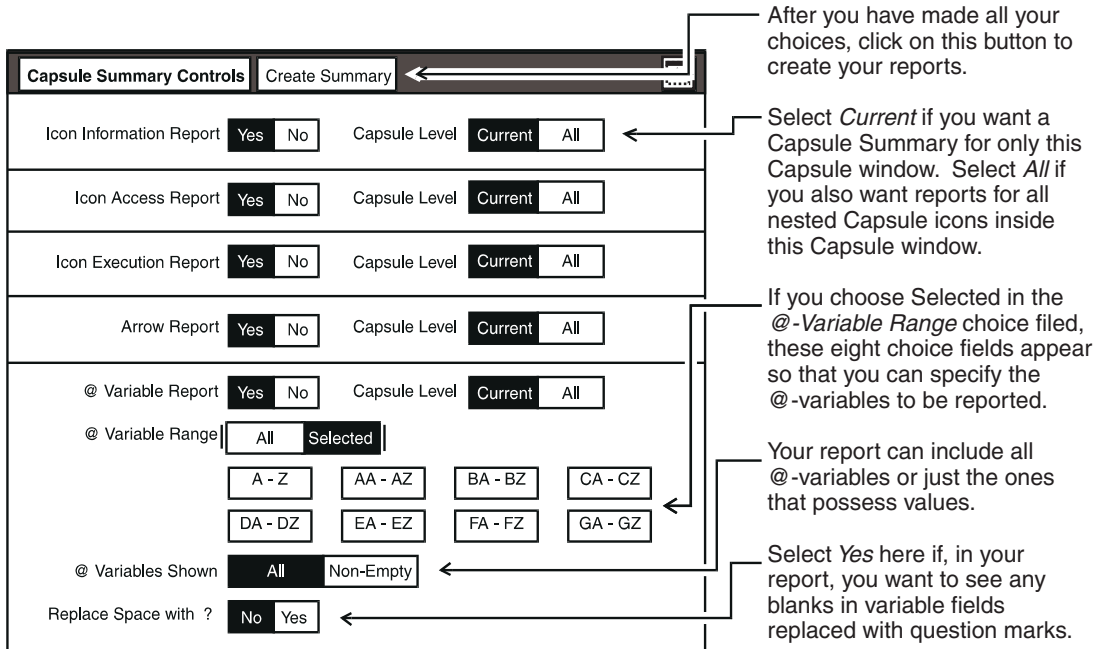 After you have made all your
choices, click on this button to
create your reports.
Capsule Summary Controls Create Summary
Icon Information Report Yes No Capsule Level Current All
Select Current if you want a
Capsule Summary for only this
Capsule window. Select All if
you also want reports for all
nested Capsule icons inside
this Capsule window.
Icon Access Report Yes No Capsule Level Current All
Icon Execution Report Yes No Capsule Level Current All
Arrow Report Yes No Capsule Level Current All
If you choose Selected in the
@-Variable Range choice filed,
these eight choice fields appear
so that you can specify the
@-variables to be reported.
@ Variable Report Yes No Capsule Level Current All
@ Variable Range All Selected
A - Z AA - AZ BA - BZ CA - CZ
DA - DZ EA - EZ FA - FZ GA - GZ
Your report can include all
@-variables or just the ones
that possess values.
@ Variables Shown All Non-Empty
Replace Space with ? No Yes
Select Yes here if, in your
report, you want to see any
blanks in variable fields
replaced with question marks.